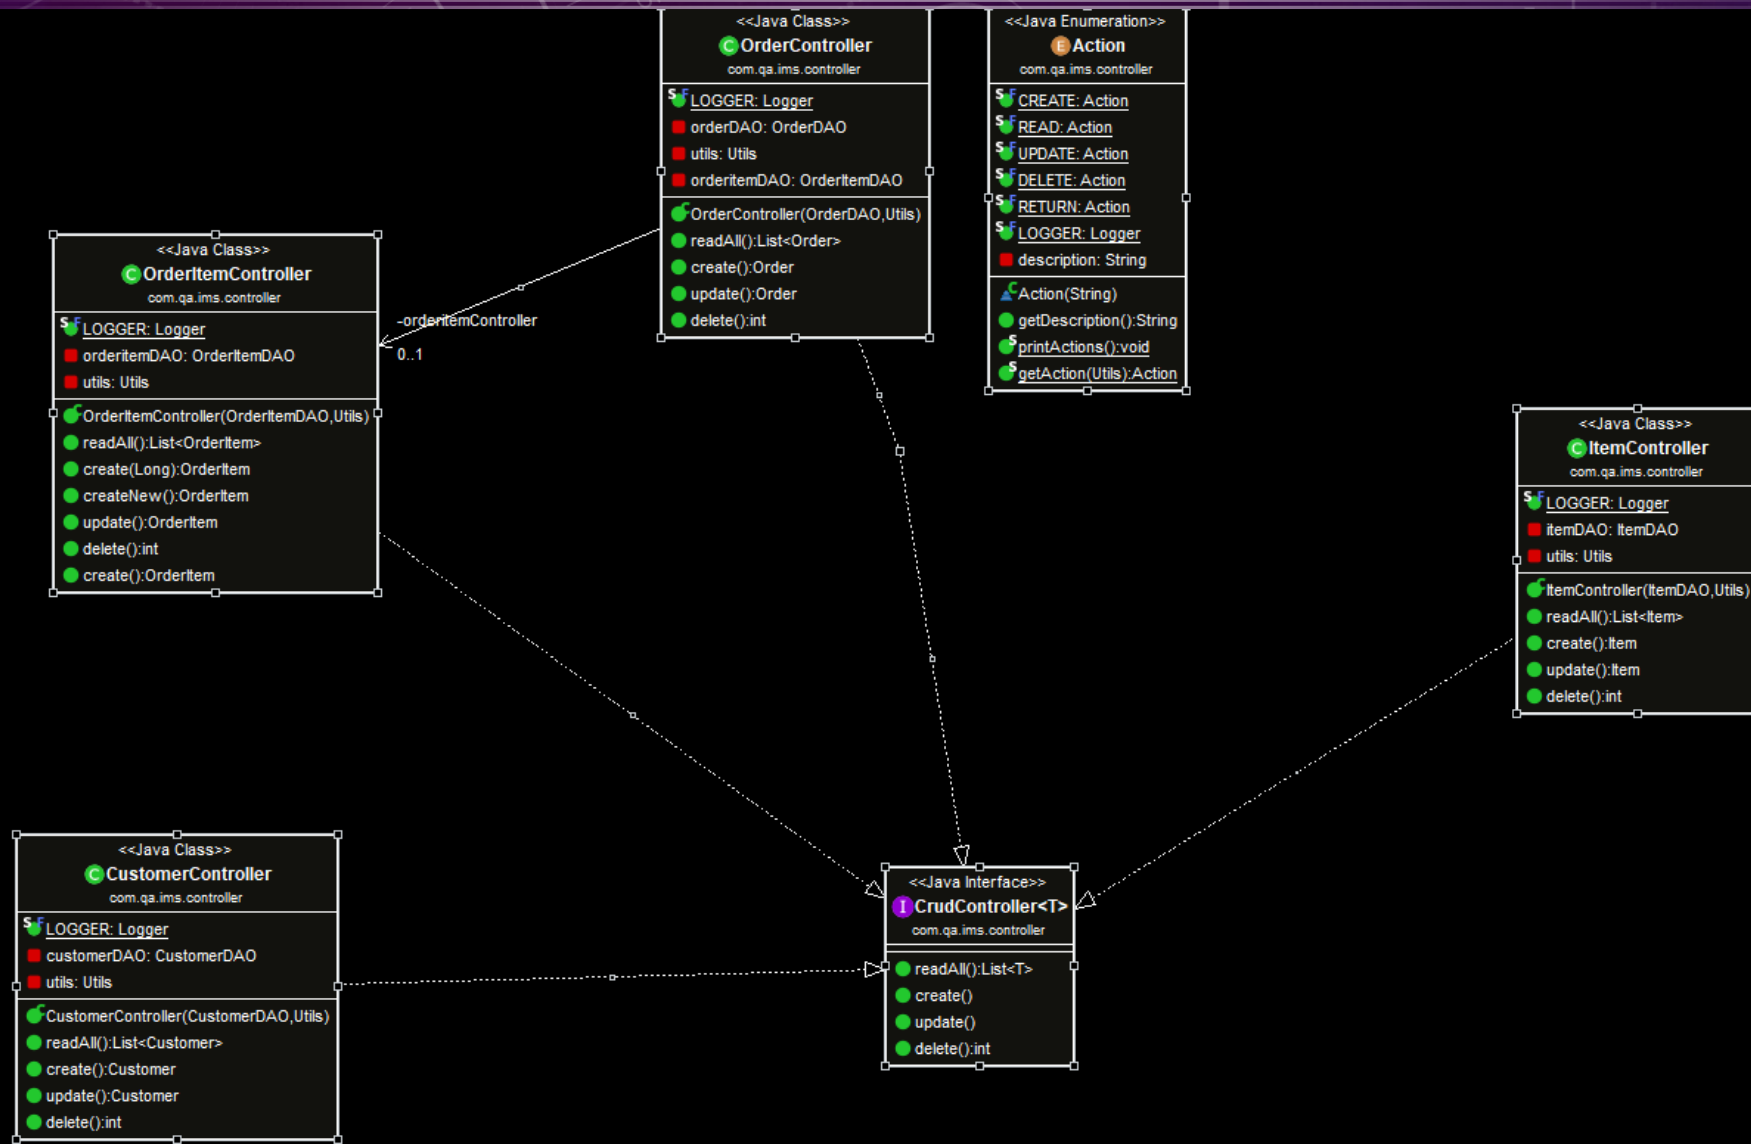 <<Java Class>>
OrderController
com.qa.ims.controller
LOGGER: Logger
orderDAO: OrderDAO
utils: Utils
orderitemDAO: OrderItemDAO
OrderController(OrderDAO,Utils)
readAll():List<Order>
create():Order
update():Order
delete():int
<<Java Enumeration>>
Action
com.qa.ims.controller
CREATE: Action
READ: Action
UPDATE: Action
DELETE: Action
RETURN: Action
LOGGER: Logger
description: String
Action(String)
getDescription():String
printActions():void
getAction(Utils):Action
<<Java Class>>
OrderItemController
com.qa.ims.controller
LOGGER: Logger
orderitemDAO: OrderItemDAO
utils: Utils
OrderItemController(OrderItemDAO,Utils)
readAll():List<OrderItem>
create(Long):OrderItem
createNew():OrderItem
update():OrderItem
delete():int
create():OrderItem
-orderitemController
0..1
<<Java Class>>
ItemController
com.qa.ims.controller
LOGGER: Logger
itemDAO: ItemDAO
utils: Utils
ItemController(ItemDAO,Utils)
readAll():List<Item>
create():Item
update():Item
delete():int
<<Java Class>>
CustomerController
com.qa.ims.controller
LOGGER: Logger
customerDAO: CustomerDAO
utils: Utils
CustomerController(CustomerDAO,Utils)
readAll():List<Customer>
create():Customer
update():Customer
delete():int
<<Java Interface>>
CrudController<T>
com.qa.ims.controller
readAll():List<T>
create()
update()
delete():int